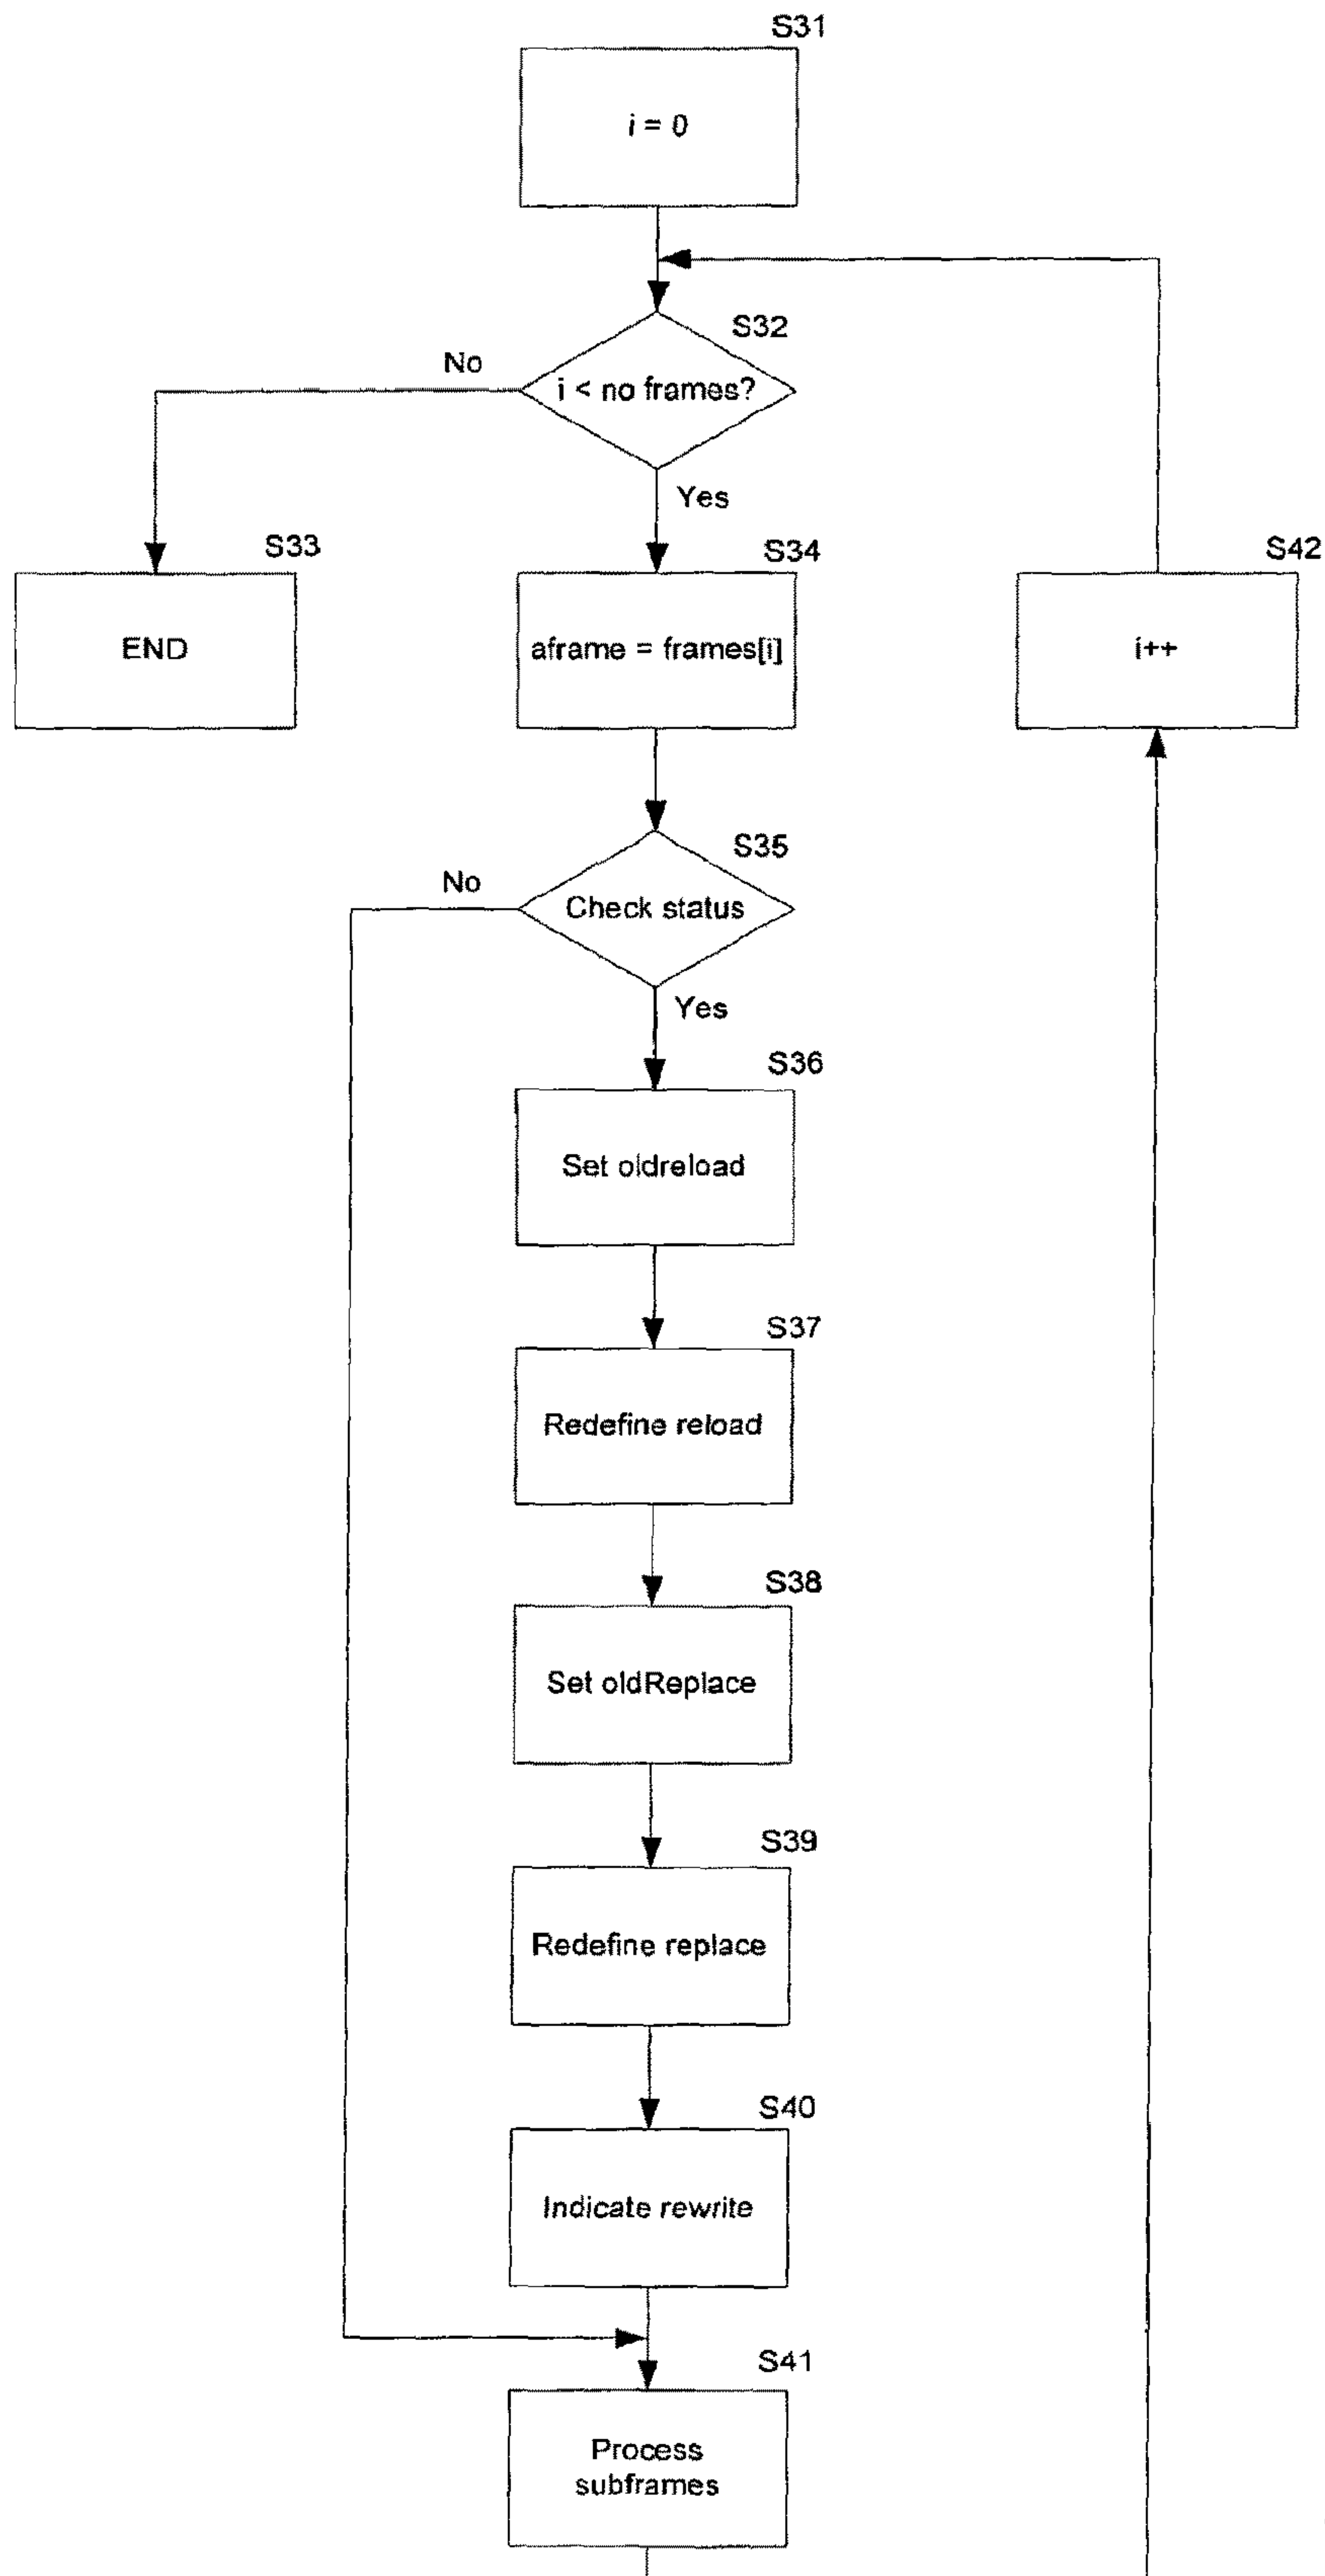 S31
i = 0
S32
No
i < no frames?
Yes
S33
S34
S42
END
aframe = frames[i]
i++
S35
No
Check status
Yes
S36
Set oldreload
S37
Redefine reload
S38
Set oldReplace
S39
Redefine replace
S40
Indicate rewrite
S41
Process
subframes